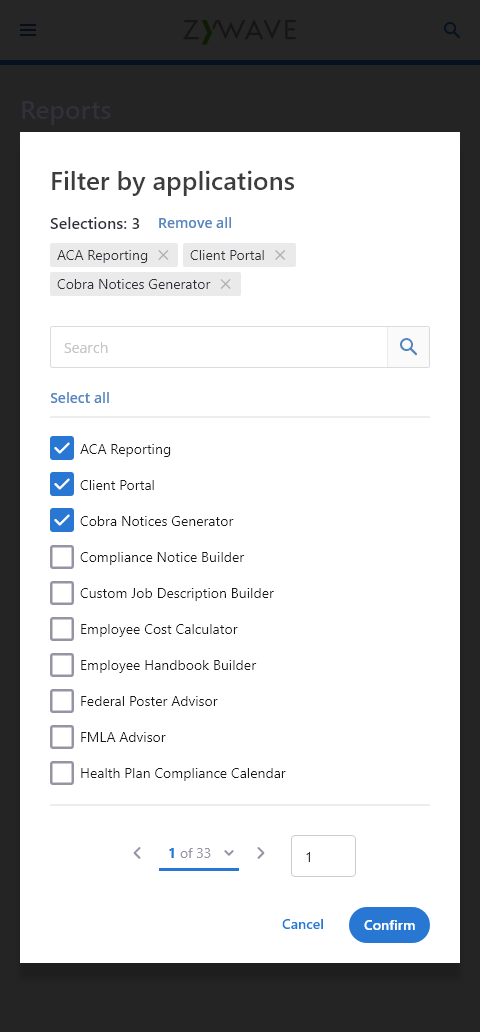 ZYWAVE
Reports
Filter by applications
Selections: 3 Remove all
ACA Reporting Client Portal
Cobra Notices Generator
Search
Select all
ACA Reporting
Client Portal
Cobra Notices Generator
Compliance Notice Builder
Custom Job Description Builder
Employee Cost Calculator
Employee Handbook Builder
Federal Poster Advisor
FMLA Advisor
Health Plan Compliance Calendar
1 of 33 1
Cancel Confirm